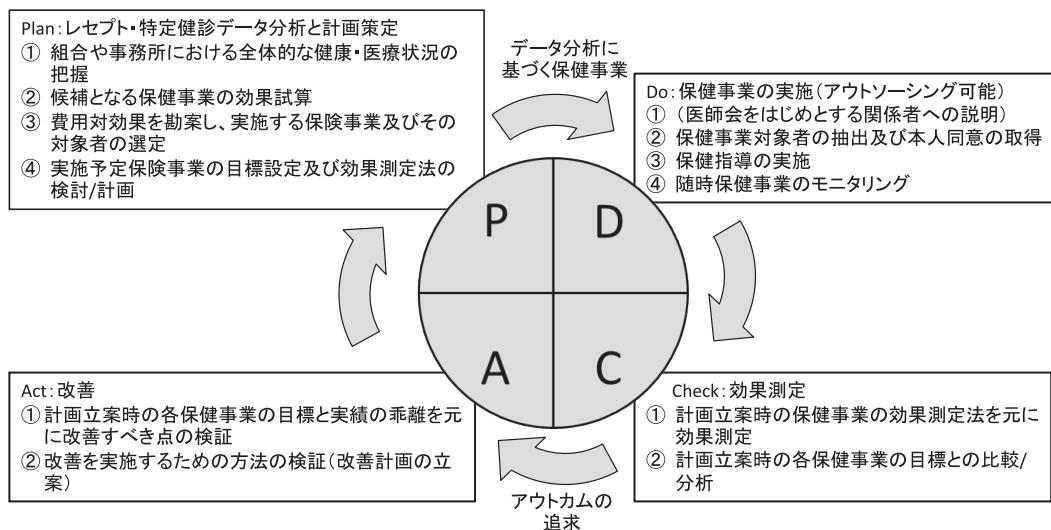 Plan：レセプト・特定健診データ分析と計画策定
① 組合や事務所における全体的な健康・医療状況の
把握
② 候補となる保健事業の効果試算
③ 費用対効果を勘案し、実施する保険事業及びその
対象者の選定
④ 実施予定保険事業の目標設定及び効果測定法の
検討/計画
データ分析に
基づく保健事業
Do：保健事業の実施（アウトソーシング可能）
① （医師会をはじめとする関係者への説明）
② 保健事業対象者の抽出及び本人同意の取得
③ 保健指導の実施
④ 随時保健事業のモニタリング
P
D
A
C
Act：改善
① 計画立案時の各保健事業の目標と実績の乖離を元
に改善すべき点の検証
② 改善を実施するための方法の検証（改善計画の立
案）
Check：効果測定
① 計画立案時の保健事業の効果測定法を元に
効果測定
② 計画立案時の各保健事業の目標との比較/
分析
アウトカムの
追求